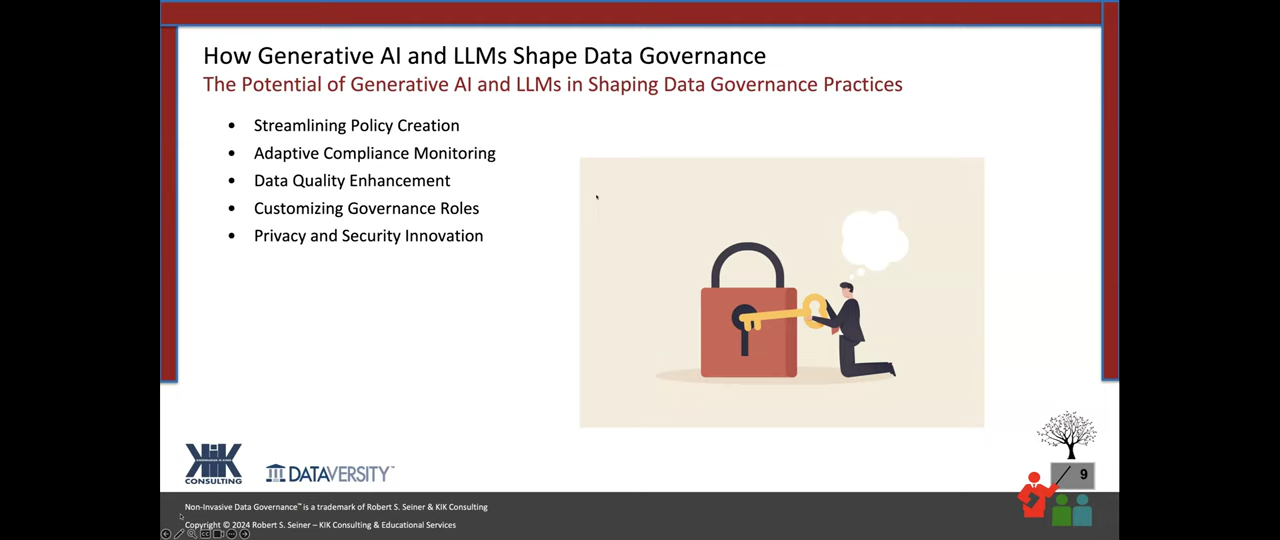 How Generative AI and LLMs Shape Data Governance
The Potential of Generative AI and LLMs in Shaping Data Governance Practices
• Streamlining Policy Creation
• Adaptive Compliance Monitoring
• Data Quality Enhancement
• Customizing Governance Roles
• Privacy and Security Innovation
KIK
CONSULTING
DATAVERSITY™
9
Non-Invasive Data Governance™ is a trademark of Robert S. Seiner & KIK Consulting
Copyright © 2024 Robert S. Seiner – KIK Consulting & Educational Services